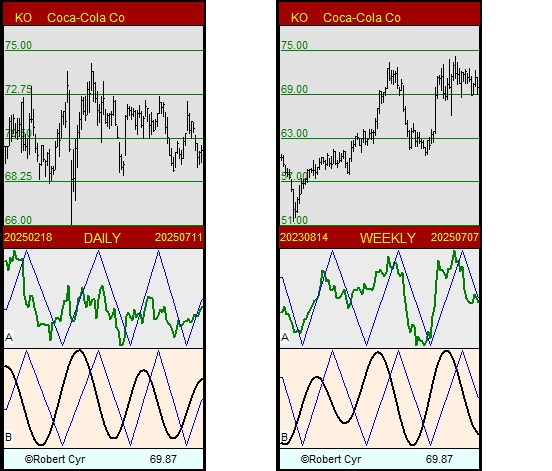 KO Coca-Cola Co
75.00
72.75
68.25
66.00
20250218 DAILY 20250711
A
B
©Robert Cyr 69.87
KO Coca-Cola Co
75.00
69.00
63.00
51.00
20230814 WEEKLY 20250707
A
B
©Robert Cyr 69.87